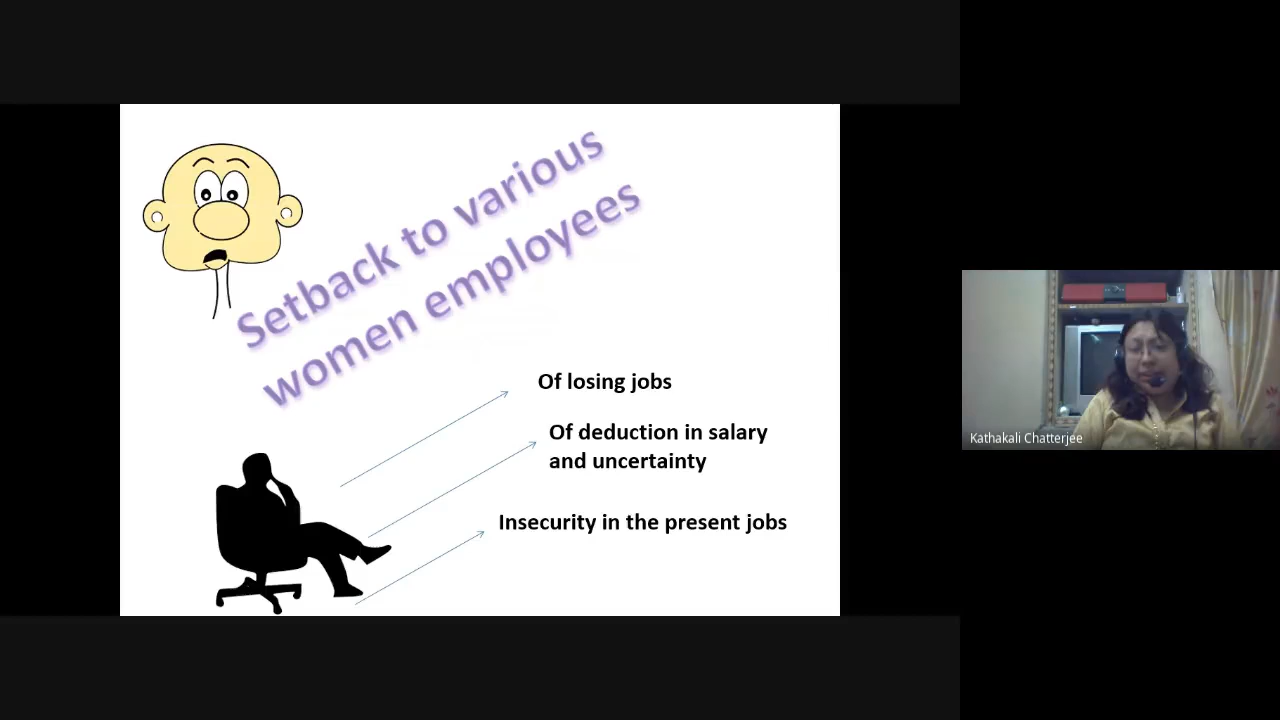 Setback to various
women employees
Of losing jobs
Of deduction in salary
and uncertainty
Insecurity in the present jobs
Kathakali Chatterjee